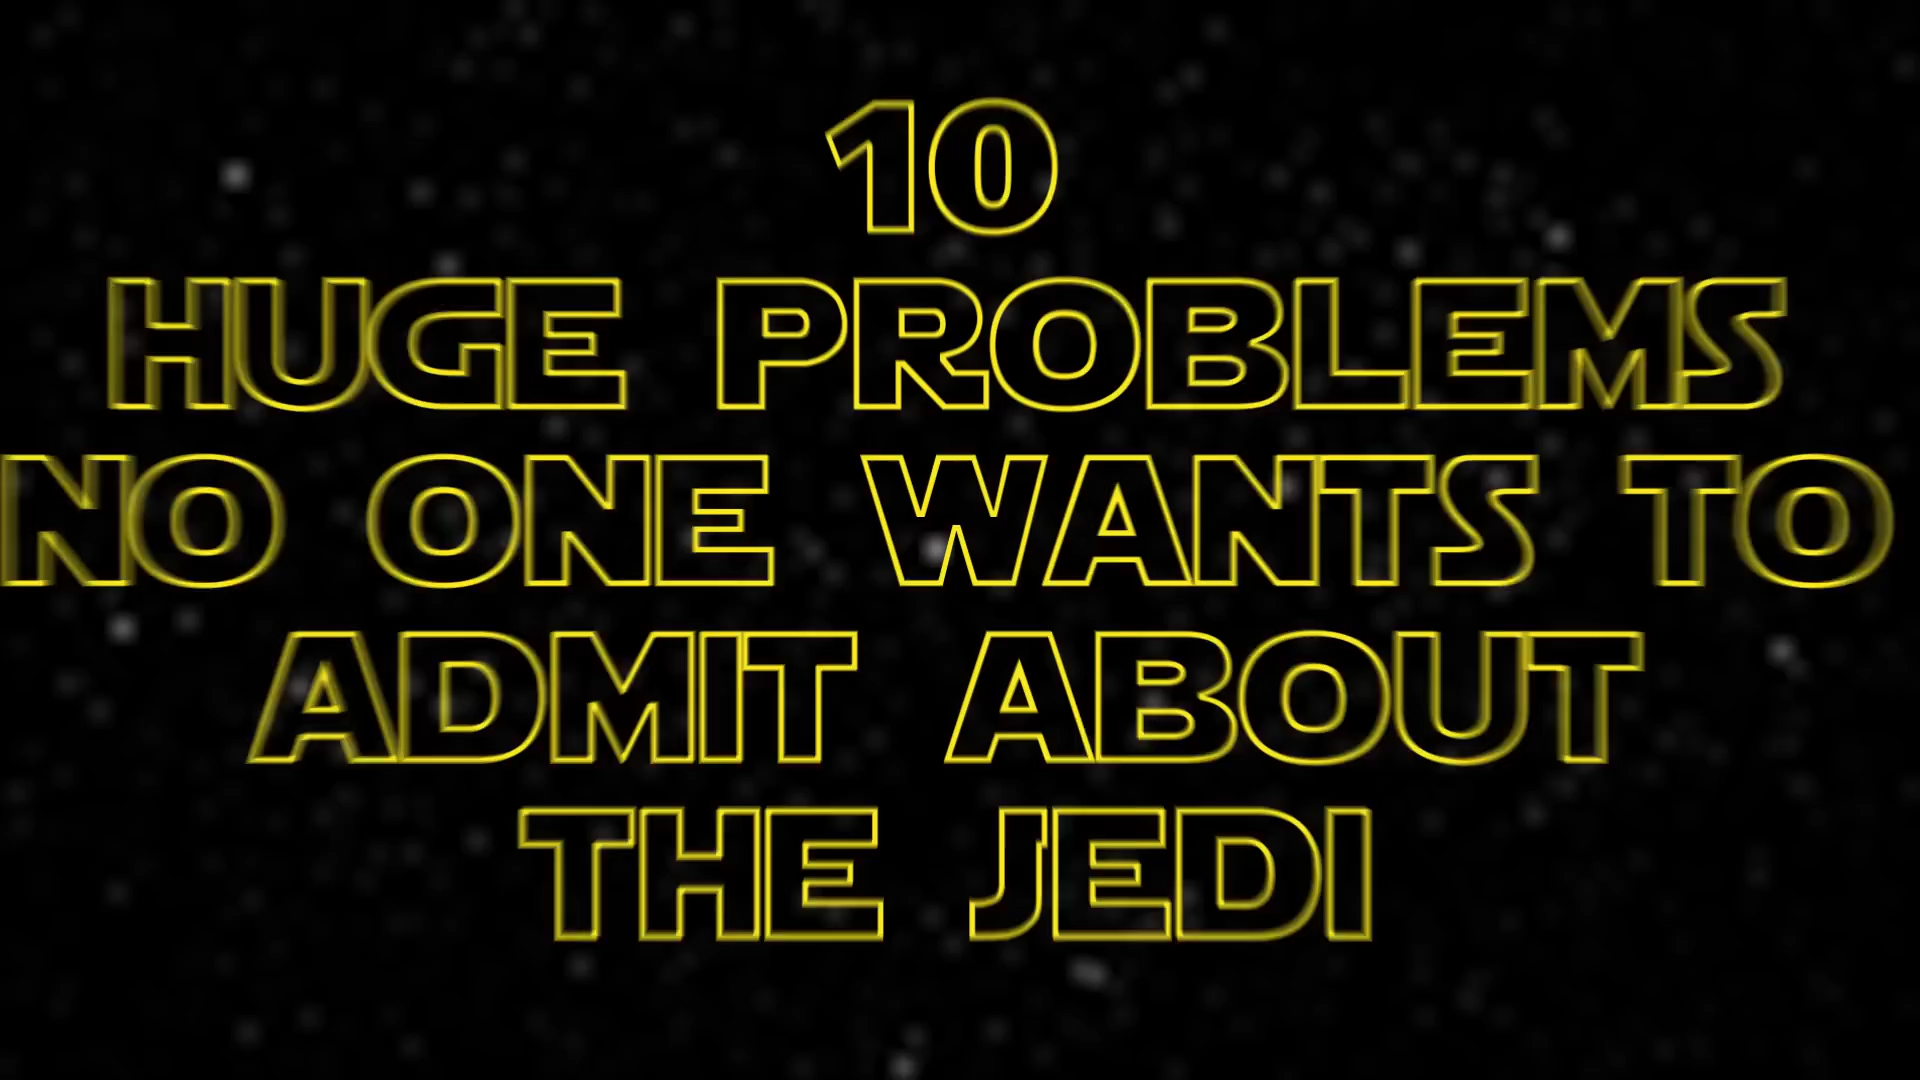 10
HUGE PROBLEMS
NO ONE WANTS TO
ADMIT ABOUT
THE JEDI